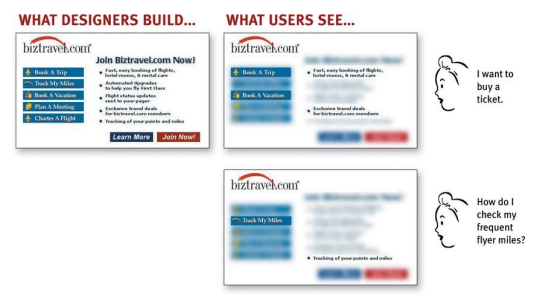 WHAT DESIGNERS BUILD...
WHAT USERS SEE...
biztravel.com
Join Biztravel.com Now!
Book A Trip
Track My Miles
Book A Vacation
Plan A Meeting
Charter A Flight
Fast, easy booking of flights,
hotel rooms, & rental cars
Automated Upgrades
to help you fly First Class
Flight status updates
sent to your pager
Exclusive travel deals
for biztravel.com members
Tracking of your points and miles
Learn More
Join Now!
biztravel.com
Book A Trip
Book A Vacation
Fast, easy booking of flights,
hotel rooms, & rental cars
Exclusive travel deals
for biztravel.com members
I want to
buy a
ticket.
biztravel.com
Track My Miles
Tracking of your points and miles
How do I
check my
frequent
flyer miles?